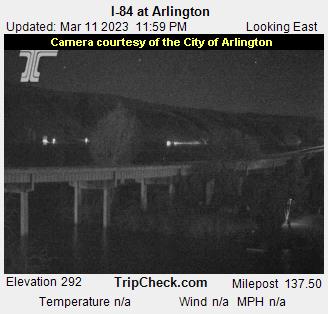 I-84 at Arlington
Updated: Mar 11 2023 11:59 PM Looking East
Camera courtesy of the City of Arlington
Elevation 292 TripCheck.com Milepost 137.50
Temperature n/a Wind n/a MPH n/a